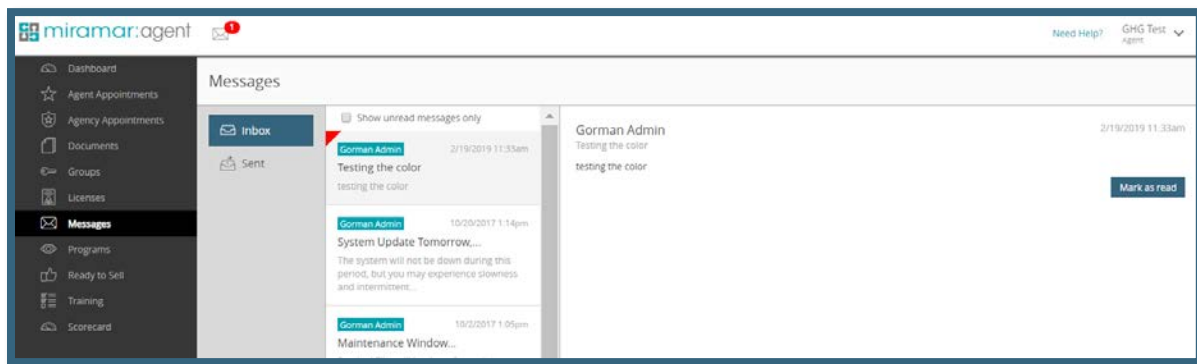 miramar:agent
1
Need Help?
GHG Test
Agent
Dashboard
Agent Appointments
Agency Appointments
Documents
Groups
Licenses
Messages
Programs
Ready to Sell
Training
Scorecard
Messages
Inbox
Sent
Show unread messages only
Gorman Admin 2/19/2019 11:33am
Testing the color
testing the color
Gorman Admin 10/20/2017 1:14pm
System Update Tomorrow,...
The system will not be down during this
period, but you may experience slowness
and intermittent...
Gorman Admin 10/2/2017 1:05pm
Maintenance Window...
Gorman Admin 2/19/2019 11:33am
Testing the color
testing the color
Mark as read